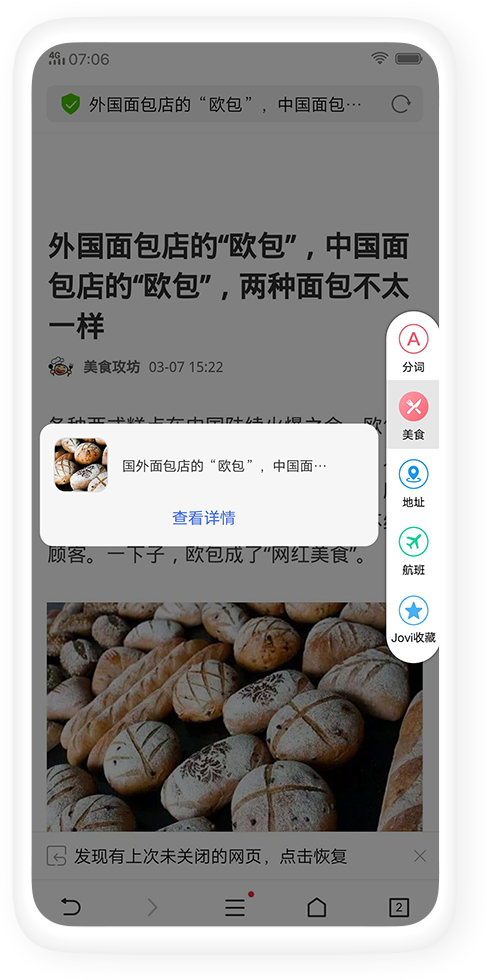 4G 07:06
外国面包店的“欧包”，中国面包…
外国面包店的“欧包”，中国面
包店的“欧包”，两种面包不太
一样
美食攻坊 03-07 15:22
国外面包店的“欧包”，中国面…
查看详情
顾客。一下子，欧包成了“网红美食”。
分词
美食
地址
航班
Jovi收藏
发现有上次未关闭的网页，点击恢复
2